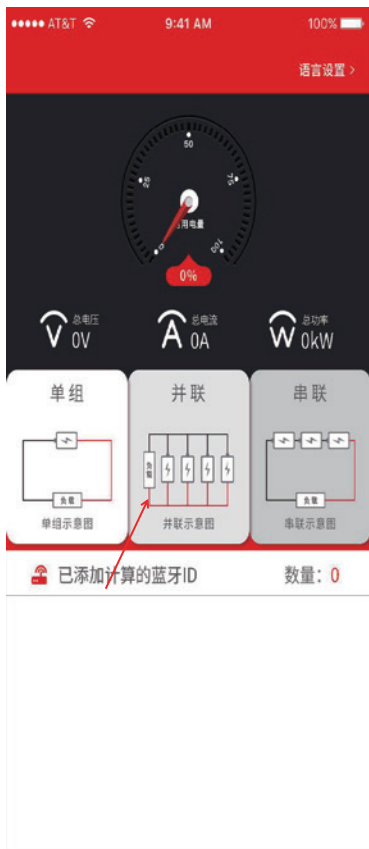 AT&T 9:41 AM 100%
语言设置 >
50
25
75
0
100
用电量
0%
总电压
V 0V
总电流
A 0A
总功率
W 0kW
单组
并联
串联
负载
负载
负载
单组示意图
并联示意图
串联示意图
已添加计算的蓝牙ID 数量：0